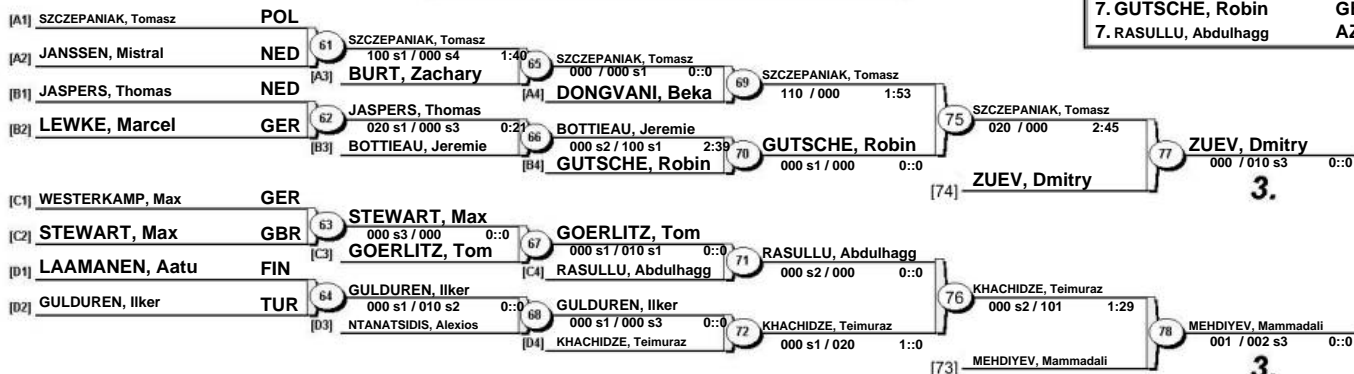 7. GUTSCHE, Robin
7. RASULLU, Abdulhagg AZ
[A1] SZCZEPANIAK, Tomasz POL
[A2] JANSSEN, Mistral NED
61 SZCZEPANIAK, Tomasz
100 s1 / 000 s4 1:40
[A3] BURT, Zachary
65 SZCZEPANIAK, Tomasz
000 / 000 s1 0::0
[A4] DONGVANI, Beka
69 SZCZEPANIAK, Tomasz
110 / 000 1:53
[B1] JASPERS, Thomas NED
[B2] LEWKE, Marcel GER
62 JASPERS, Thomas
020 s1 / 000 s3 0:21
[B3] BOTTIEAU, Jeremie
66 BOTTIEAU, Jeremie
000 s2 / 100 s1 2:39
[B4] GUTSCHE, Robin
70 GUTSCHE, Robin
000 s1 / 000 0::0
75 SZCZEPANIAK, Tomasz
020 / 000 2:45
[74] ZUEV, Dmitry
77 ZUEV, Dmitry
000 / 010 s3 0::0
3.
[C1] WESTERKAMP, Max GER
[C2] STEWART, Max GBR
63 STEWART, Max
000 s3 / 000 0::0
[C3] GOERLITZ, Tom
67 GOERLITZ, Tom
000 s1 / 010 s1 0::0
[C4] RASULLU, Abdulhagg
71 RASULLU, Abdulhagg
000 s2 / 000 0::0
[D1] LAAMANEN, Aatu FIN
[D2] GULDUREN, Ilker TUR
64 GULDUREN, Ilker
000 s1 / 010 s2 0::0
[D3] NTANATSIDIS, Alexios
68 GULDUREN, Ilker
000 s1 / 000 s3 0::0
[D4] KHACHIDZE, Teimuraz
72 KHACHIDZE, Teimuraz
000 s1 / 020 1::0
76 KHACHIDZE, Teimuraz
000 s2 / 101 1:29
[73] MEHDIYEV, Mammadali
78 MEHDIYEV, Mammadali
001 / 002 s3 0::0
3.